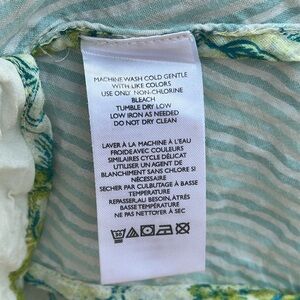 MACHINE WASH COLD GENTLE
WITH LIKE COLORS
USE ONLY NON-CHLORINE
BLEACH
TUMBLE DRY LOW
LOW IRON AS NEEDED
DO NOT DRY CLEAN
LAVER À LA MACHINE À L'EAU
FROIDE AVEC COULEURS
SIMILAIRES CYCLE DÉLICAT
UTILISER UN AGENT DE
BLANCHIMENT SANS CHLORE SI
NÉCESSAIRE
SECHER PAR CULBUTAGE À BASSE
TEMPÉRATURE
REPASSER,AU BESOIN, À TRÈS
BASSE TEMPÉRATURE
NE PAS NETTOYER À SEC
30